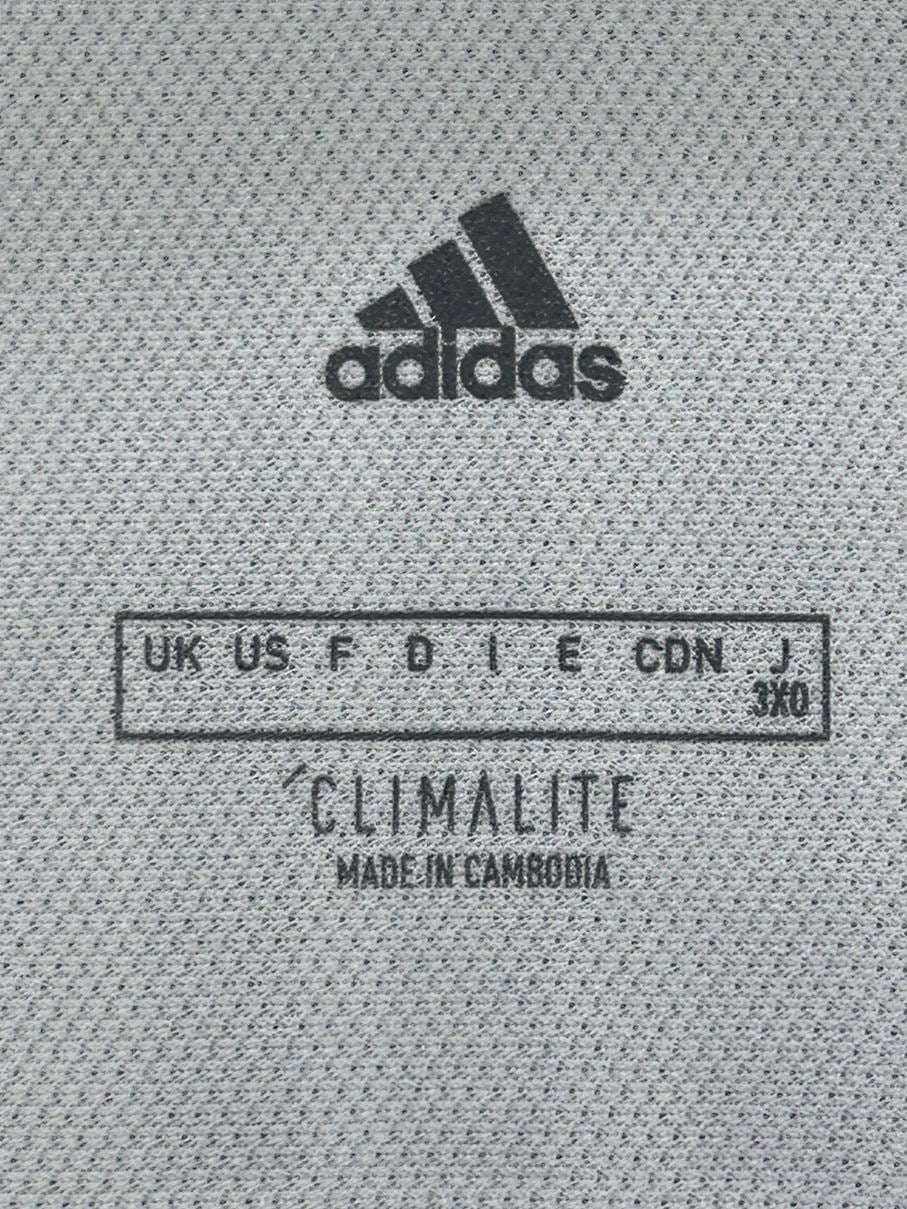 adidas
UK US F D I E CDN J
3XO
CLIMALITE
MADE IN CAMBODIA